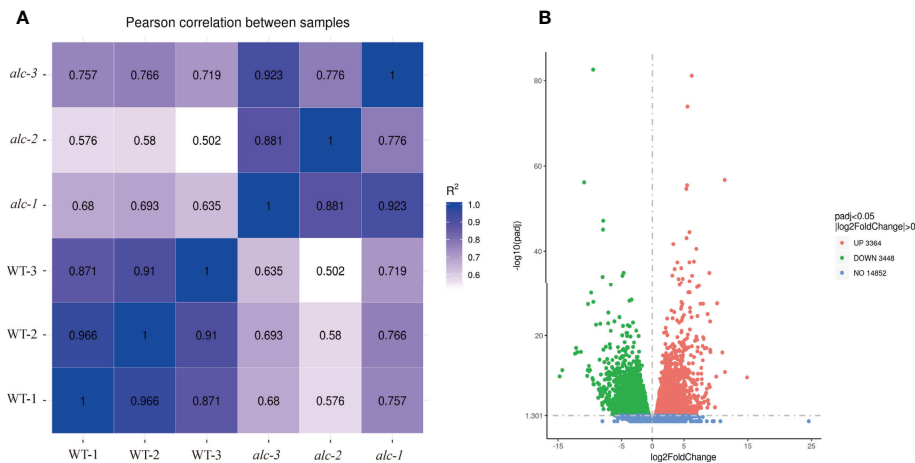 A
Pearson correlation between samples
alc-3
0.757 0.766 0.719 0.923 0.776 1
alc-2
0.576 0.58 0.502 0.881 1 0.776
alc-1
0.68 0.693 0.635 1 0.881 0.923
WT-3
0.871 0.91 1 0.635 0.502 0.719
WT-2
0.966 1 0.91 0.693 0.58 0.766
WT-1
1 0.966 0.871 0.68 0.576 0.757
WT-1 WT-2 WT-3 alc-3 alc-2 alc-1
R²
1.0
0.9
0.8
0.7
0.6
B
-log10(padj)
80
60
40
20
1.301
-15 -5 0 5 15 25
log2FoldChange
padj<0.05
|log2FoldChange|>0
UP 3364
DOWN 3448
NO 14852